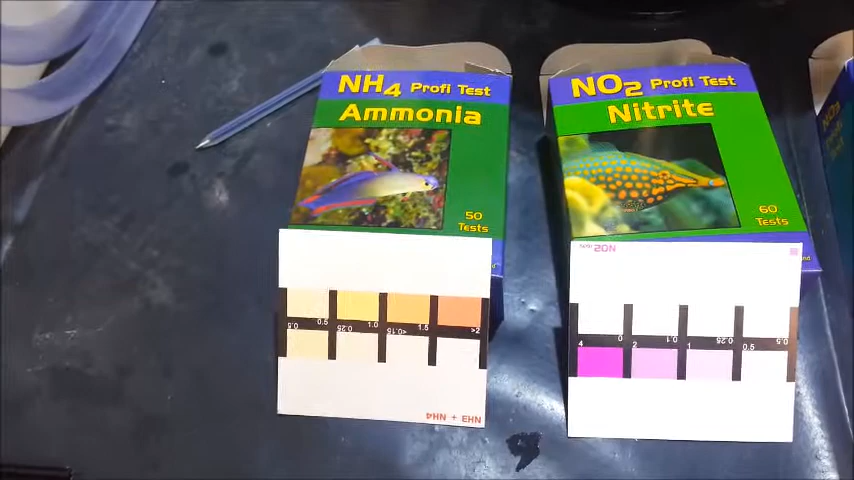 NH4 Profi Test
Ammonia
50
Tests
NO2 Profi Test
Nitrite
60
Tests
0.5 1.0 1.5 >2
0.5 0.25 <0.15
NH3 + NH4
NO2
0 0.1 0.25 0.5
4 2 1 0.5